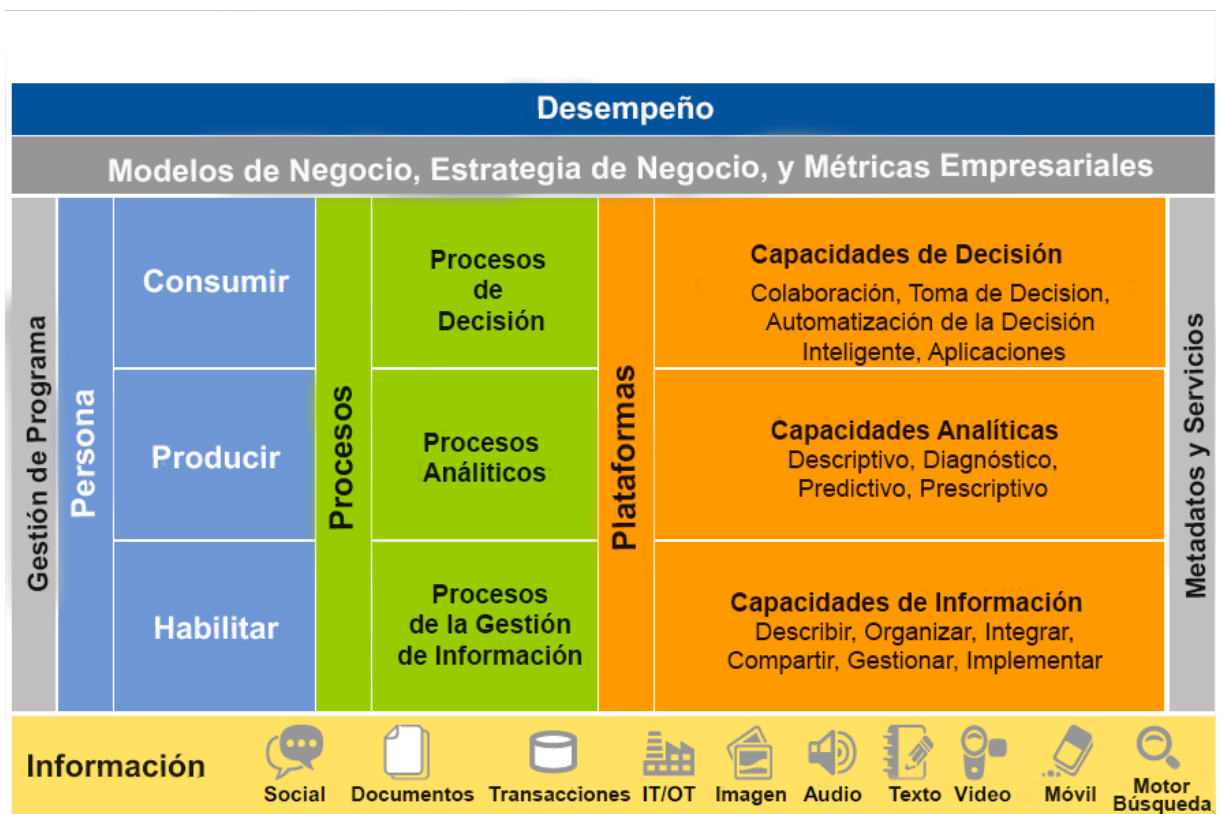 Desempeño
Modelos de Negocio, Estrategia de Negocio, y Métricas Empresariales
Gestión de Programa
Persona
Consumir
Producir
Habilitar
Procesos
Procesos
de
Decisión
Procesos
Análiticos
Procesos
de la Gestión
de Información
Plataformas
Capacidades de Decisión
Colaboración, Toma de Decision,
Automatización de la Decisión
Inteligente, Aplicaciones
Capacidades Analíticas
Descriptivo, Diagnóstico,
Predictivo, Prescriptivo
Capacidades de Información
Describir, Organizar, Integrar,
Compartir, Gestionar, Implementar
Metadatos y Servicios
Información
Social
Documentos
Transacciones
IT/OT
Imagen
Audio
Texto
Video
Móvil
Motor
Búsqueda